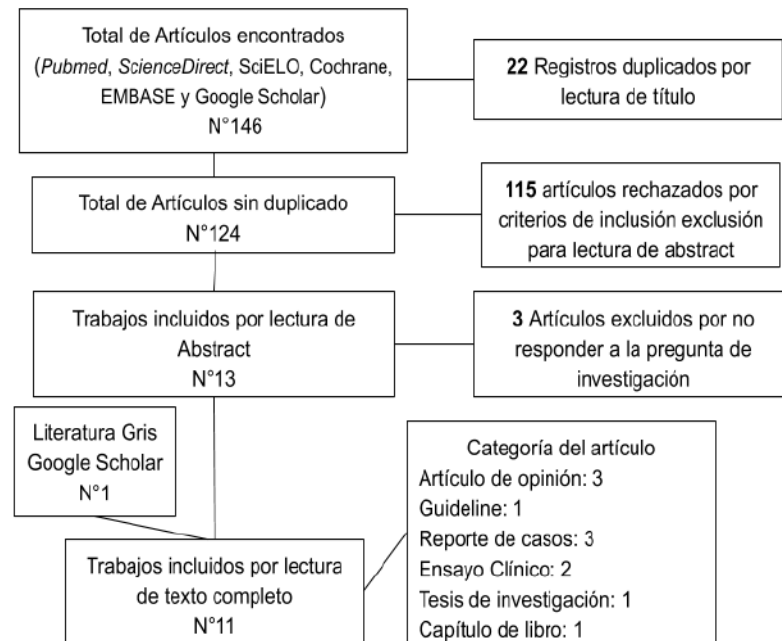 Total de Artículos encontrados
(Pubmed, ScienceDirect, SciELO, Cochrane,
EMBASE y Google Scholar)
N°146
22 Registros duplicados por
lectura de título
Total de Artículos sin duplicado
N°124
115 artículos rechazados por
criterios de inclusión exclusión
para lectura de abstract
Trabajos incluidos por lectura de
Abstract
N°13
3 Artículos excluidos por no
responder a la pregunta de
investigación
Literatura Gris
Google Scholar
N°1
Categoría del artículo
Artículo de opinión: 3
Guideline: 1
Reporte de casos: 3
Ensayo Clínico: 2
Tesis de investigación: 1
Capítulo de libro: 1
Trabajos incluidos por lectura
de texto completo
N°11